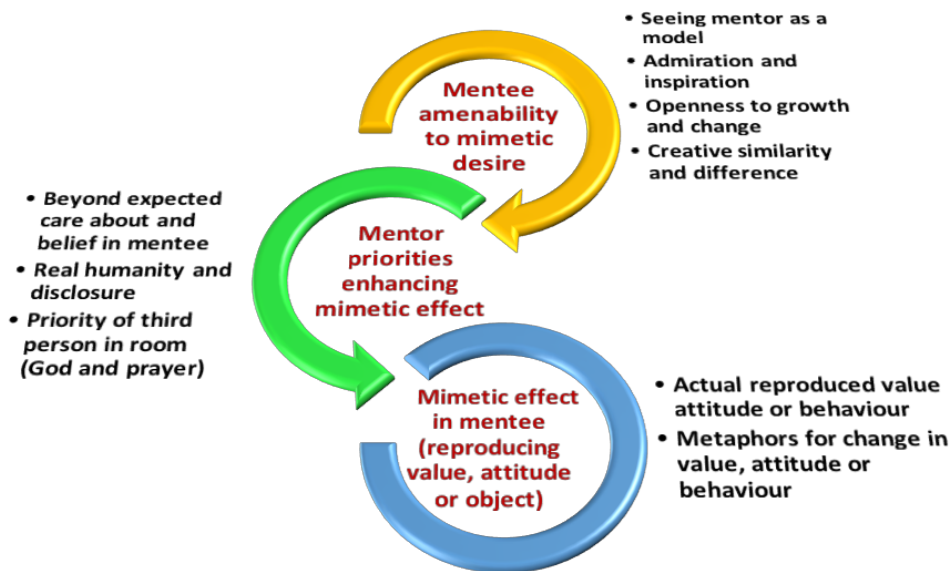 Mentee
amenability
to mimetic
desire
• Seeing mentor as a
model
• Admiration and
inspiration
• Openness to growth
and change
• Creative similarity
and difference
Mentor
priorities
enhancing
mimetic effect
• Beyond expected
care about and
belief in mentee
• Real humanity and
disclosure
• Priority of third
person in room
(God and prayer)
Mimetic effect
in mentee
(reproducing
value, attitude
or object)
• Actual reproduced value
attitude or behaviour
• Metaphors for change in
value, attitude or
behaviour